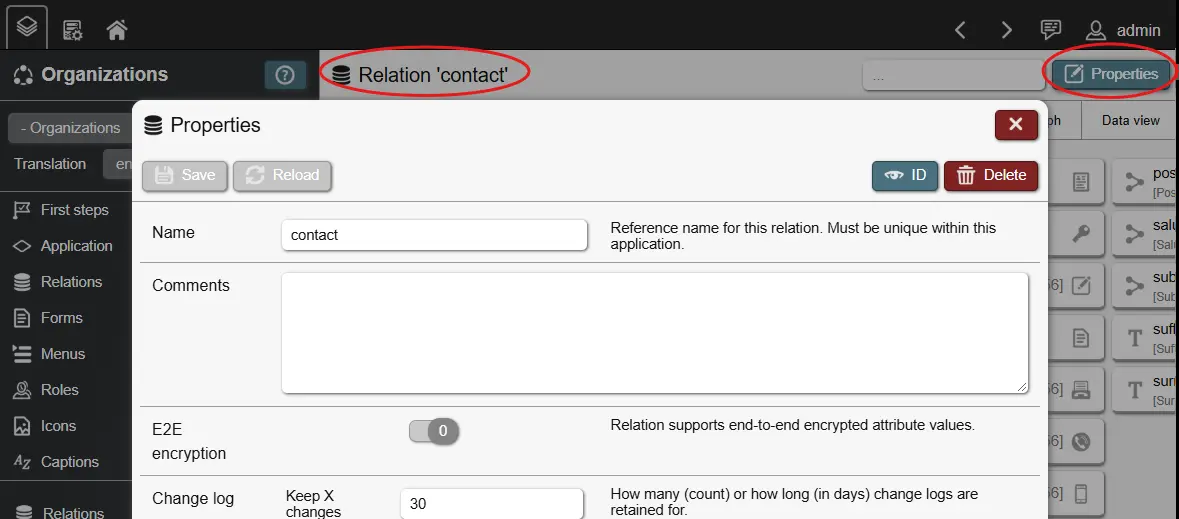 admin
Organizations
Relation 'contact'
...
Properties
- Organizations
Data view
Translation
en
Properties
Save
Reload
ID
Delete
First steps
Application
Relations
Forms
Menus
Roles
Icons
Captions
Relations
Name
contact
Reference name for this relation. Must be unique within this
application.
Comments
E2E
encryption
0
Relation supports end-to-end encrypted attribute values.
Change log
Keep X
changes
30
How many (count) or how long (in days) change logs are
retained for.
ph
pos
[Pos
salu
[Salu
sub
[Sub
suff
[Suff
surr
[Sur
56]
56]
56]
56]